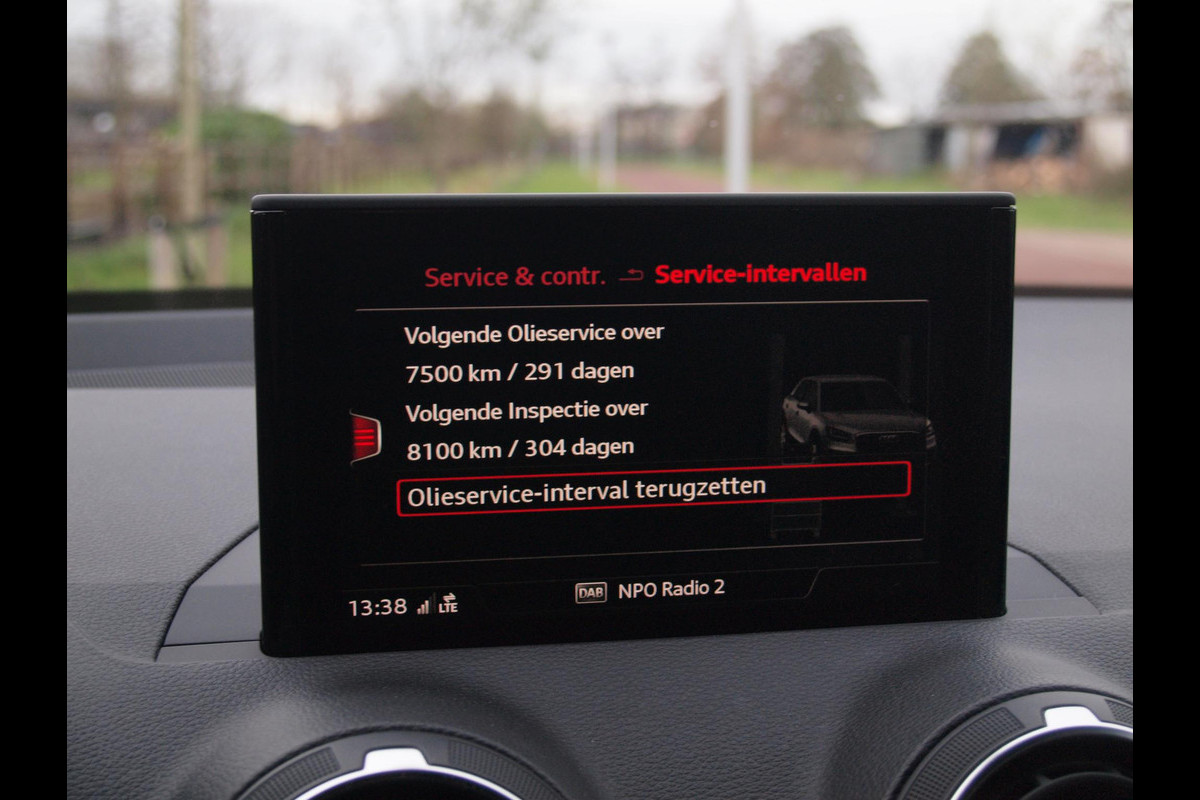 Service & contr. Service-intervallen
Volgende Olieservice over
7500 km / 291 dagen
Volgende Inspectie over
8100 km / 304 dagen
Olieservice-interval terugzetten
13:38 LTE DAB NPO Radio 2